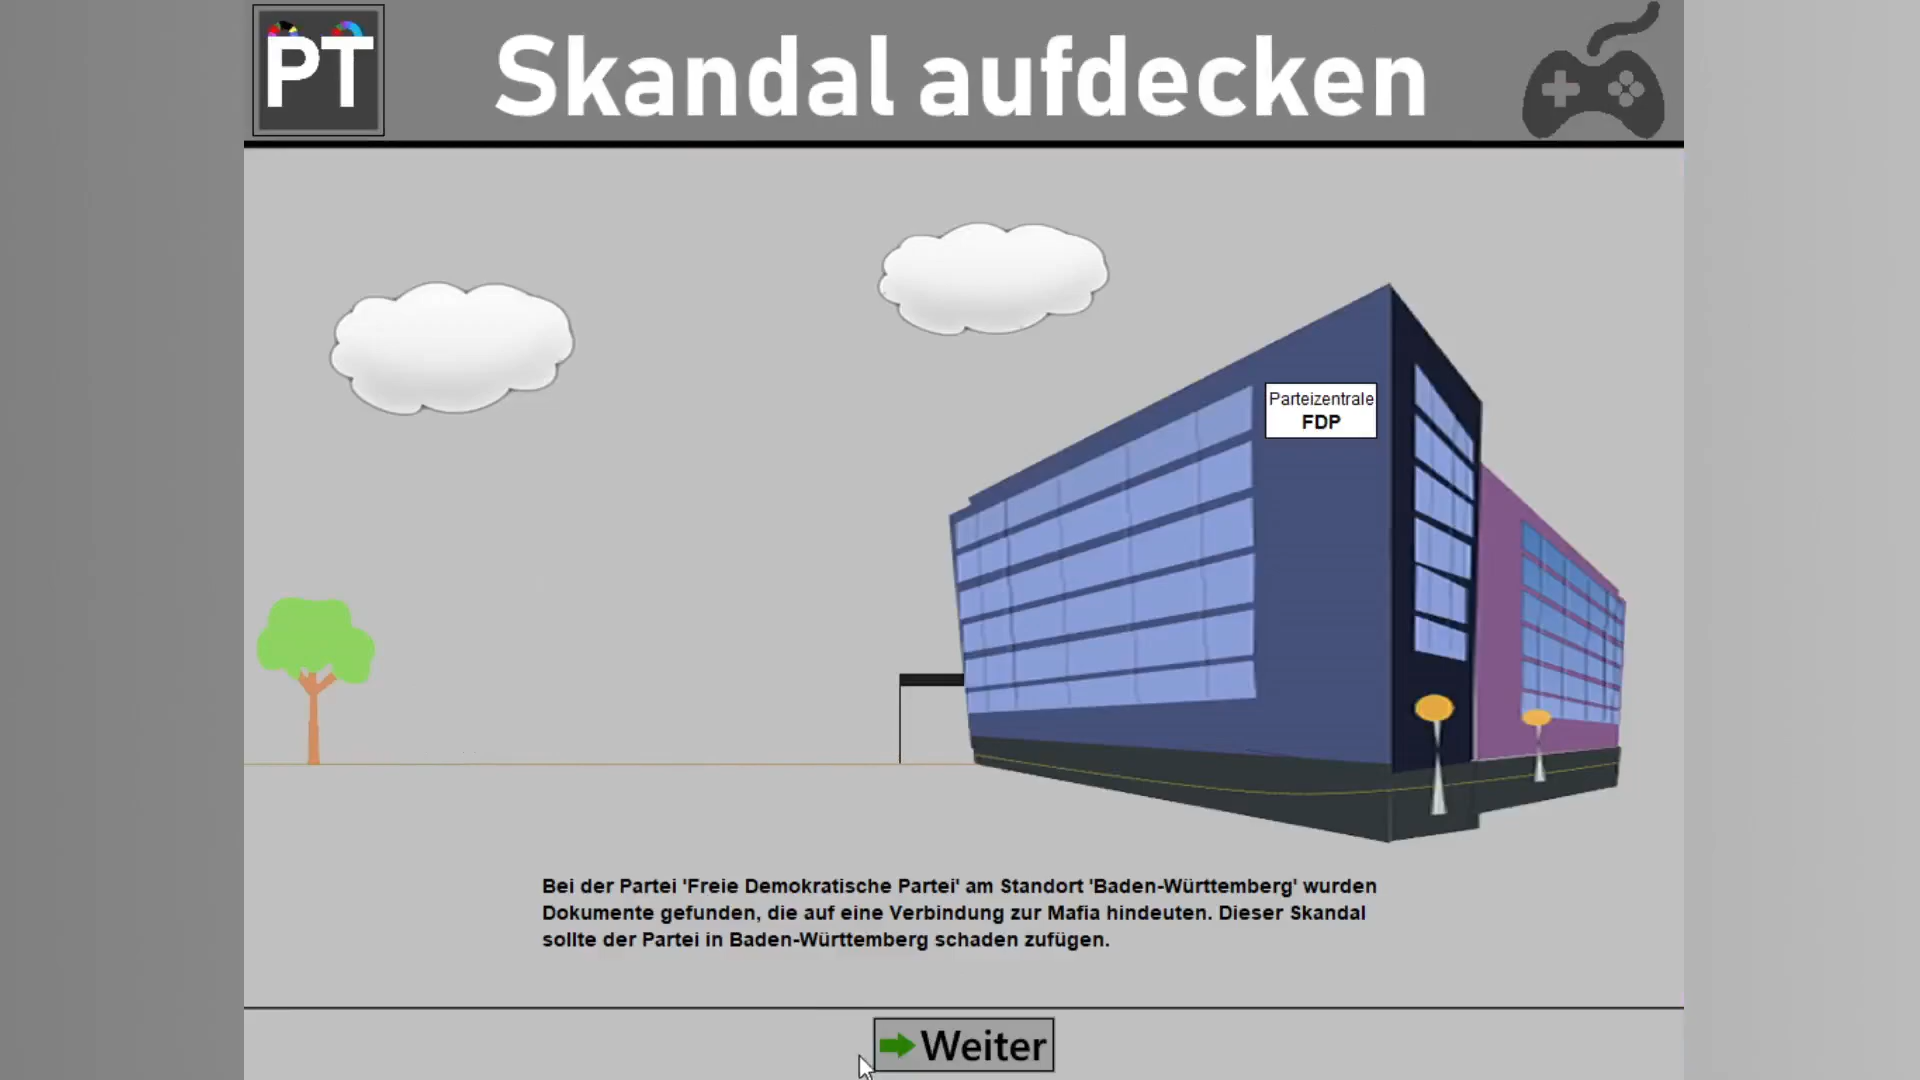 PT
Skandal aufdecken
Parteizentrale
FDP
Bei der Partei 'Freie Demokratische Partei' am Standort 'Baden-Württemberg' wurden
Dokumente gefunden, die auf eine Verbindung zur Mafia hindeuten. Dieser Skandal
sollte der Partei in Baden-Württemberg schaden zufügen.
Weiter